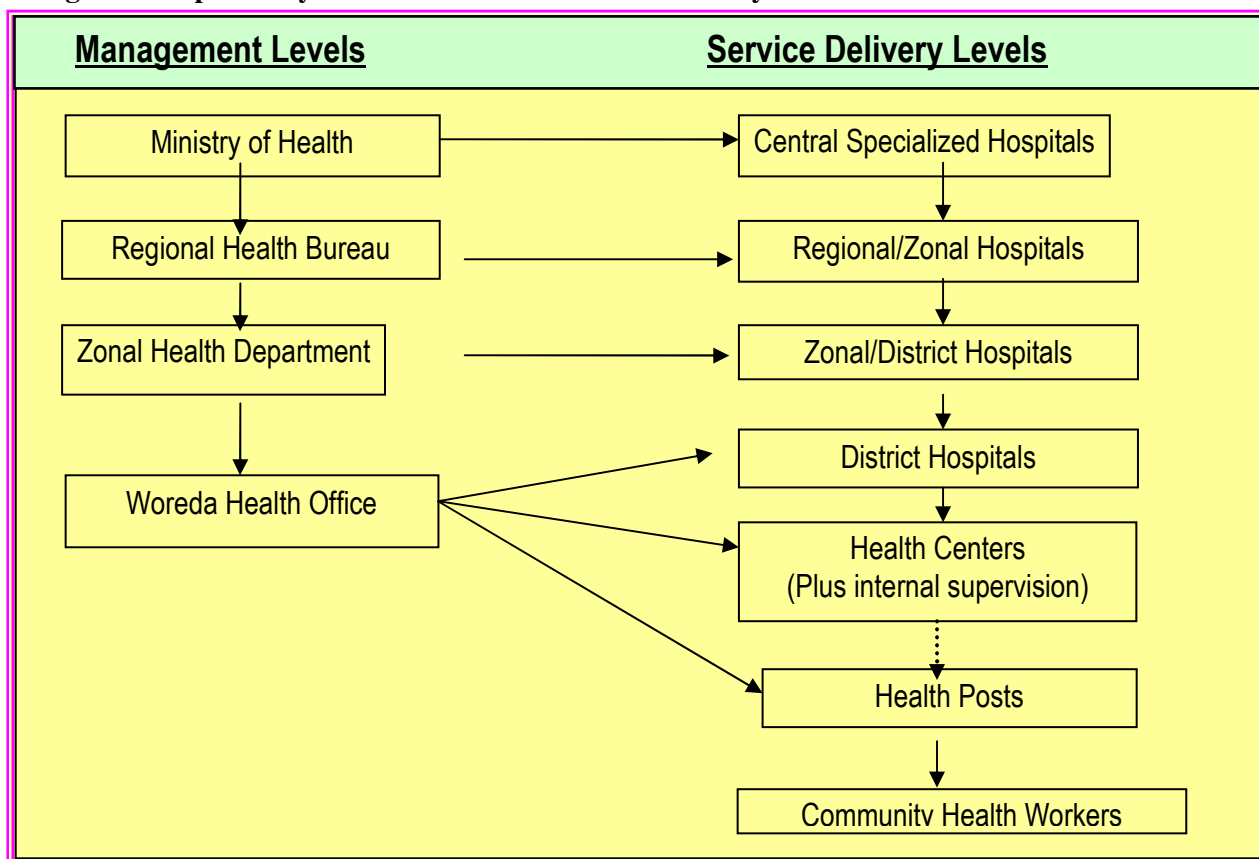 Management Levels
Service Delivery Levels
Ministry of Health
Central Specialized Hospitals
Regional Health Bureau
Regional/Zonal Hospitals
Zonal Health Department
Zonal/District Hospitals
District Hospitals
Woreda Health Office
Health Centers
(Plus internal supervision)
Health Posts
Community Health Workers